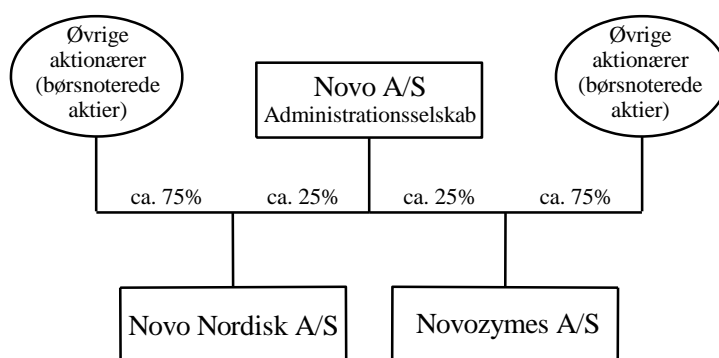 Øvrige
aktionærer
(børsnoterede
aktier)
Novo A/S
Administrationsselskab
Øvrige
aktionærer
(børsnoterede
aktier)
ca. 75%
ca. 25%
ca. 25%
ca. 75%
Novo Nordisk A/S
Novozymes A/S